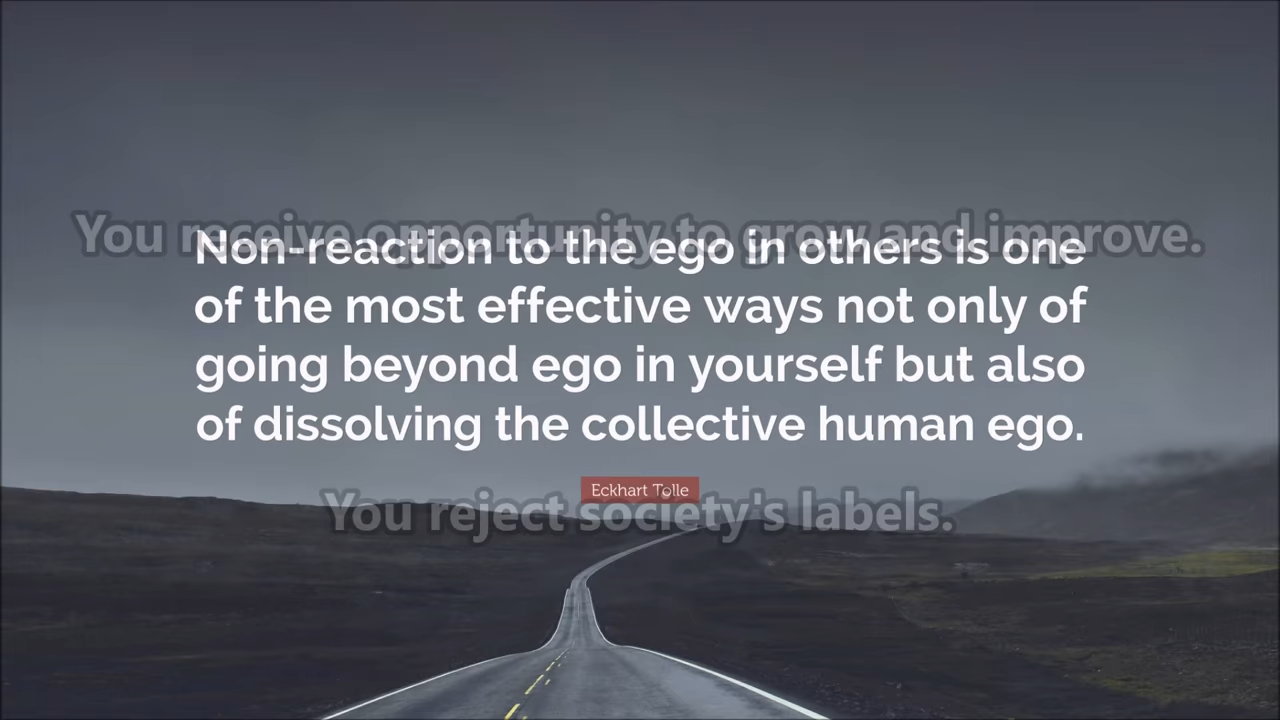 You receive opportunity to grow and improve.
Non-reaction to the ego in others is one
of the most effective ways not only of
going beyond ego in yourself but also
of dissolving the collective human ego.
Eckhart Tolle
You reject society's labels.